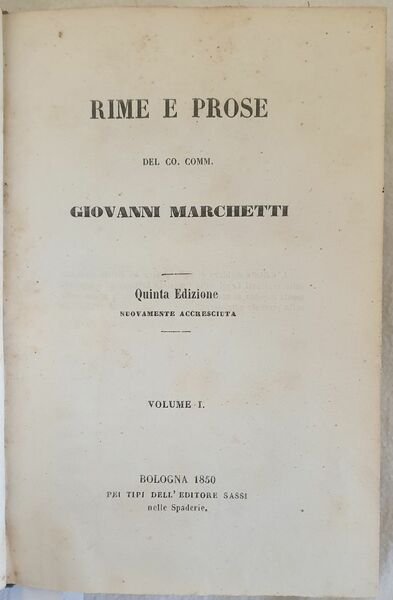 RIME E PROSE
DEL CO. COMM.
GIOVANNI MARCHETTI
Quinta Edizione
NUOVAMENTE ACCRESCIUTA
VOLUME I.
BOLOGNA 1850
PEI TIPI DELL' EDITORE SASSI
nelle Spaderie.